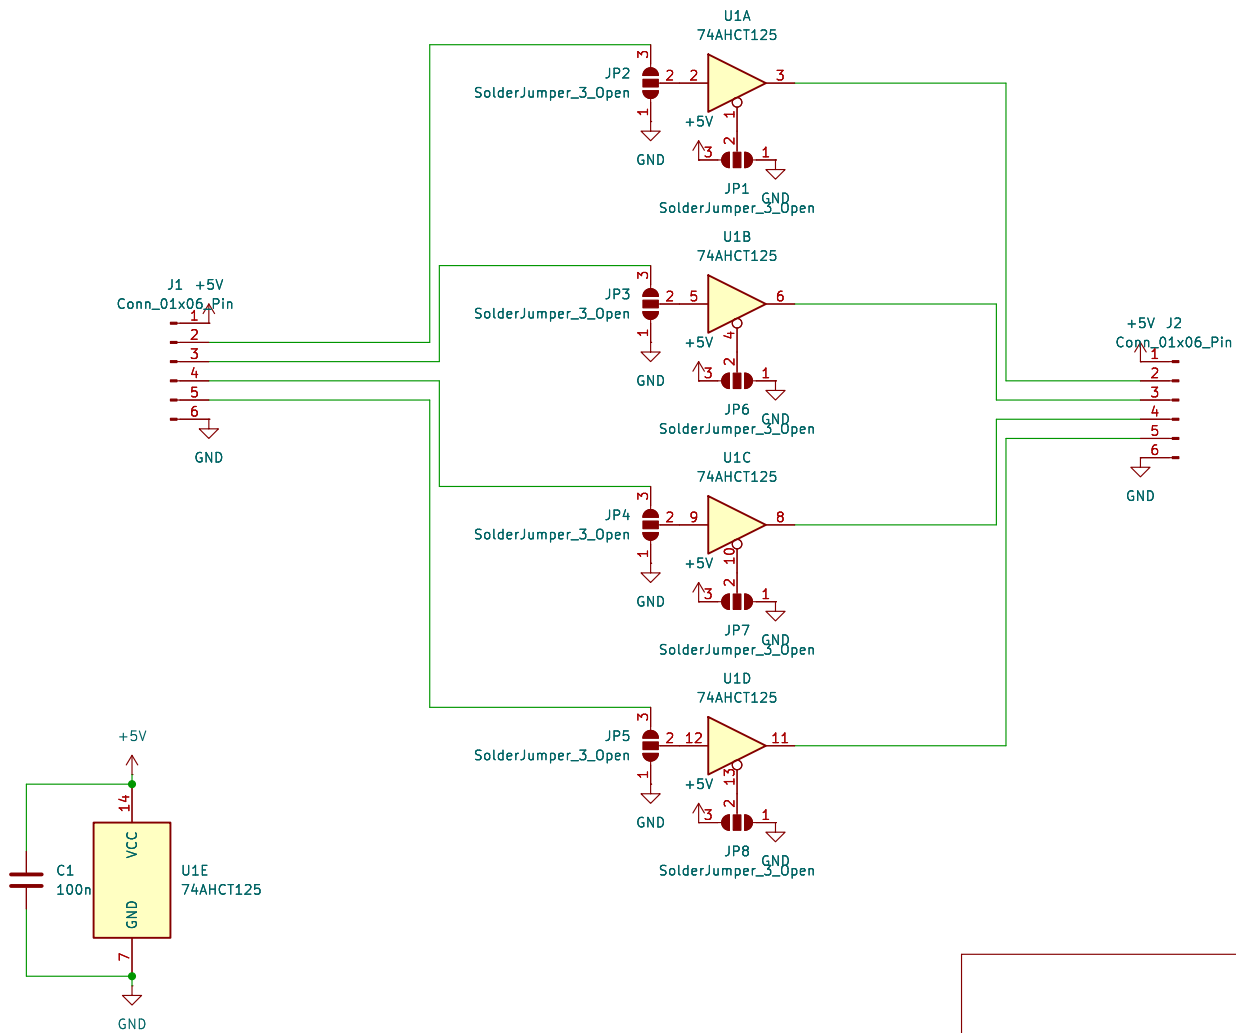 U1A
74AHCT125
3
JP2
SolderJumper_3_Open
2
2
3
1
1
GND
+5V
2
3
1
JP1
GND
SolderJumper_3_Open
U1B
74AHCT125
3
JP3
SolderJumper_3_Open
2
5
6
1
4
GND
+5V
2
3
1
JP6
GND
SolderJumper_3_Open
J1
+5V
Conn_01x06_Pin
1
2
3
4
5
6
GND
+5V
J2
Conn_01x06_Pin
1
2
3
4
5
6
GND
U1C
74AHCT125
3
JP4
SolderJumper_3_Open
2
9
8
1
10
GND
+5V
2
3
1
JP7
GND
SolderJumper_3_Open
U1D
74AHCT125
3
JP5
SolderJumper_3_Open
2
12
11
1
13
GND
+5V
2
3
1
JP8
GND
SolderJumper_3_Open
+5V
14
VCC
C1
100n
U1E
74AHCT125
GND
7
GND